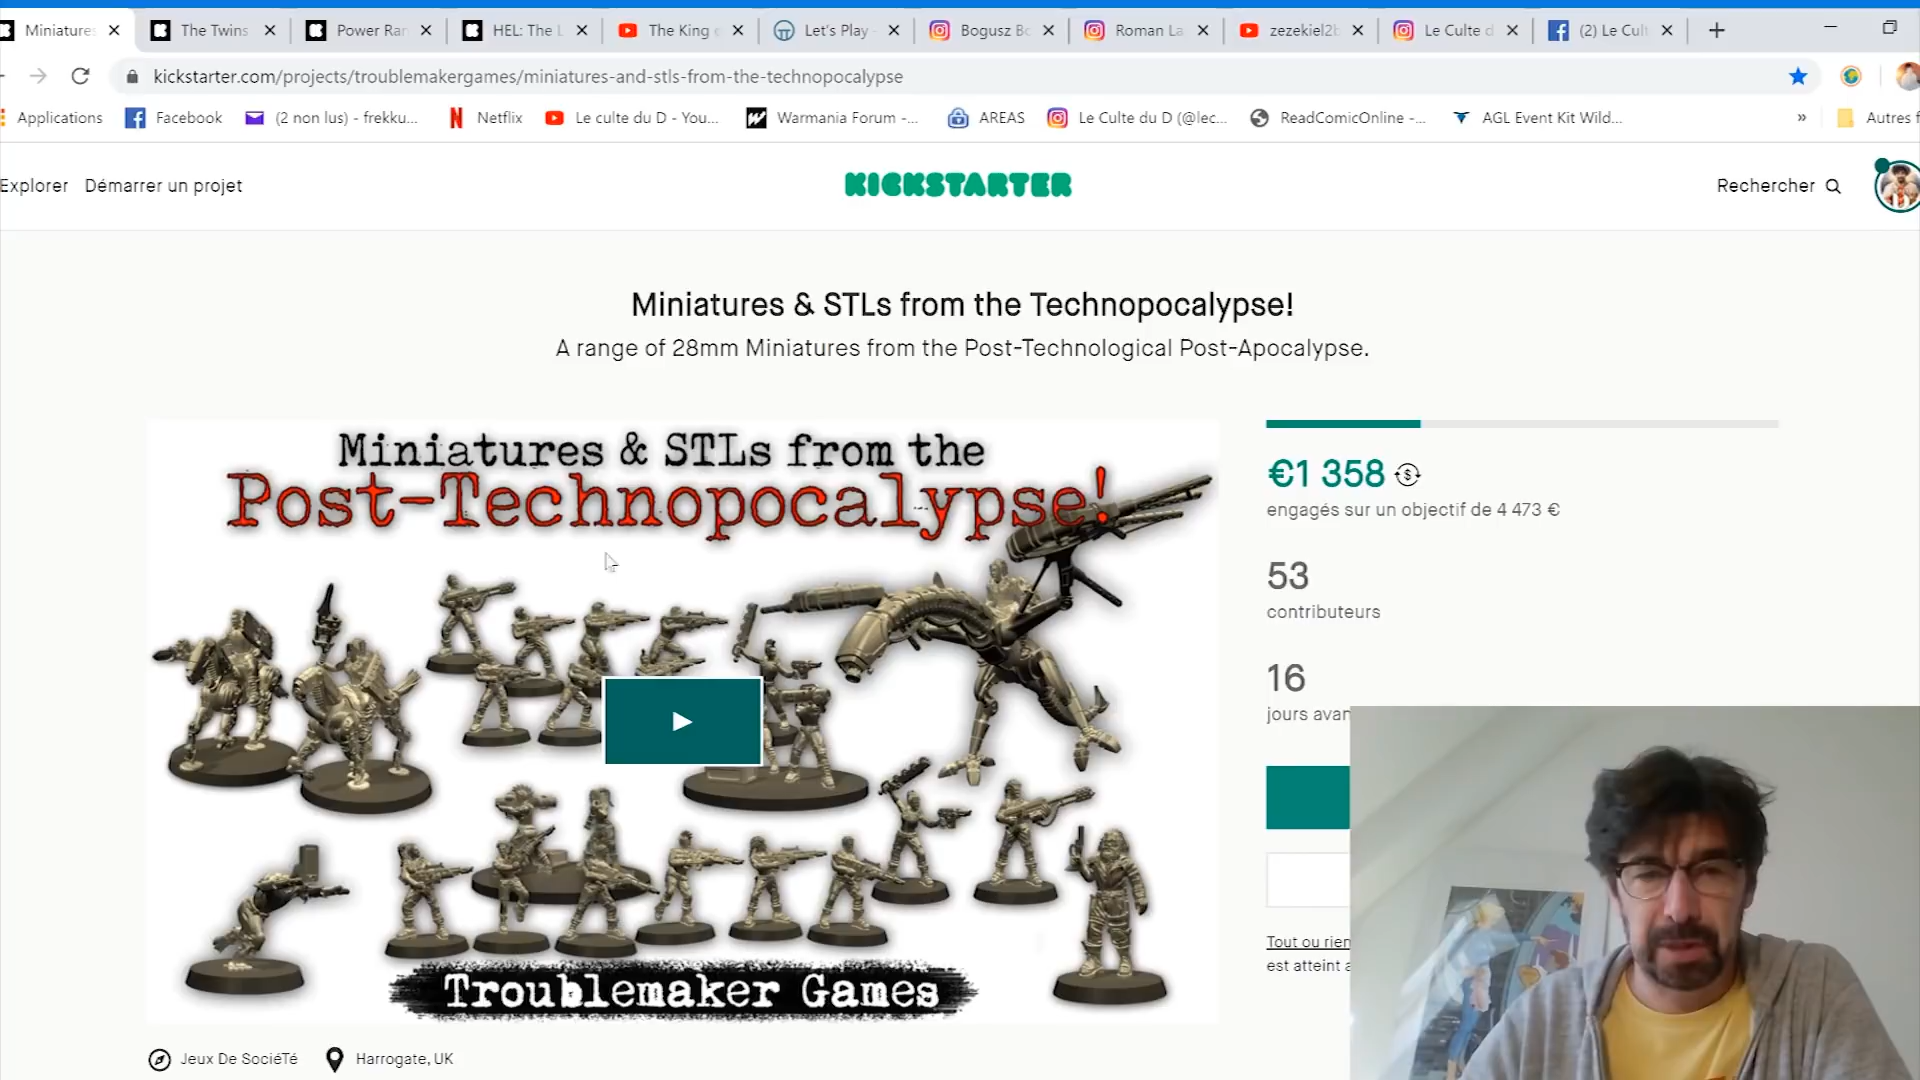 Miniatures
The Twins
Power Ran
HEL: The L
The King o
Let's Play -
Bogusz Bo
Roman La
zezekiel2b
Le Culte d
(2) Le Cult
kickstarter.com/projects/troublemakergames/miniatures-and-stls-from-the-technopocalypse
Applications
Facebook
(2 non lus) - frekku...
Netflix
Le culte du D - You...
Warmania Forum -...
AREAS
Le Culte du D (@lec...
ReadComicOnline -...
AGL Event Kit Wild...
»
Autres f
Explorer
Démarrer un projet
KICKSTARTER
Rechercher
Miniatures & STLs from the Technopocalypse!
A range of 28mm Miniatures from the Post-Technological Post-Apocalypse.
Miniatures & STLs from the
Post-Technopocalypse!
Troublemaker Games
€1 358
engagés sur un objectif de 4 473 €
53
contributeurs
16
jours avan
Tout ou rien
est atteint a
Jeux De SociéTé
Harrogate, UK